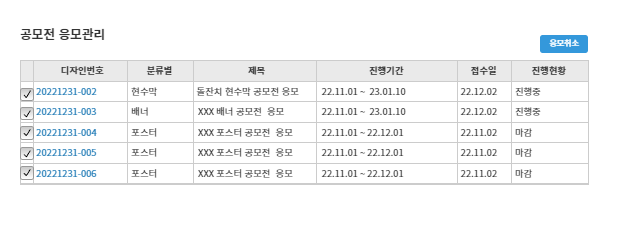 공모전 응모관리
응모취소
디자인번호 분류별 제목 진행기간 접수일 진행현황
20221231-002 현수막 돌잔치 현수막 공모전 응모 22.11.01 ~ 23.01.10 22.12.02 진행중
20221231-003 배너 XXX 배너 공모전 응모 22.11.01 ~ 23.01.10 22.12.02 진행중
20221231-004 포스터 XXX 포스터 공모전 응모 22.11.01 ~ 22.12.01 22.11.02 마감
20221231-005 포스터 XXX 포스터 공모전 응모 22.11.01 ~ 22.12.01 22.11.02 마감
20221231-006 포스터 XXX 포스터 공모전 응모 22.11.01 ~ 22.12.01 22.11.02 마감